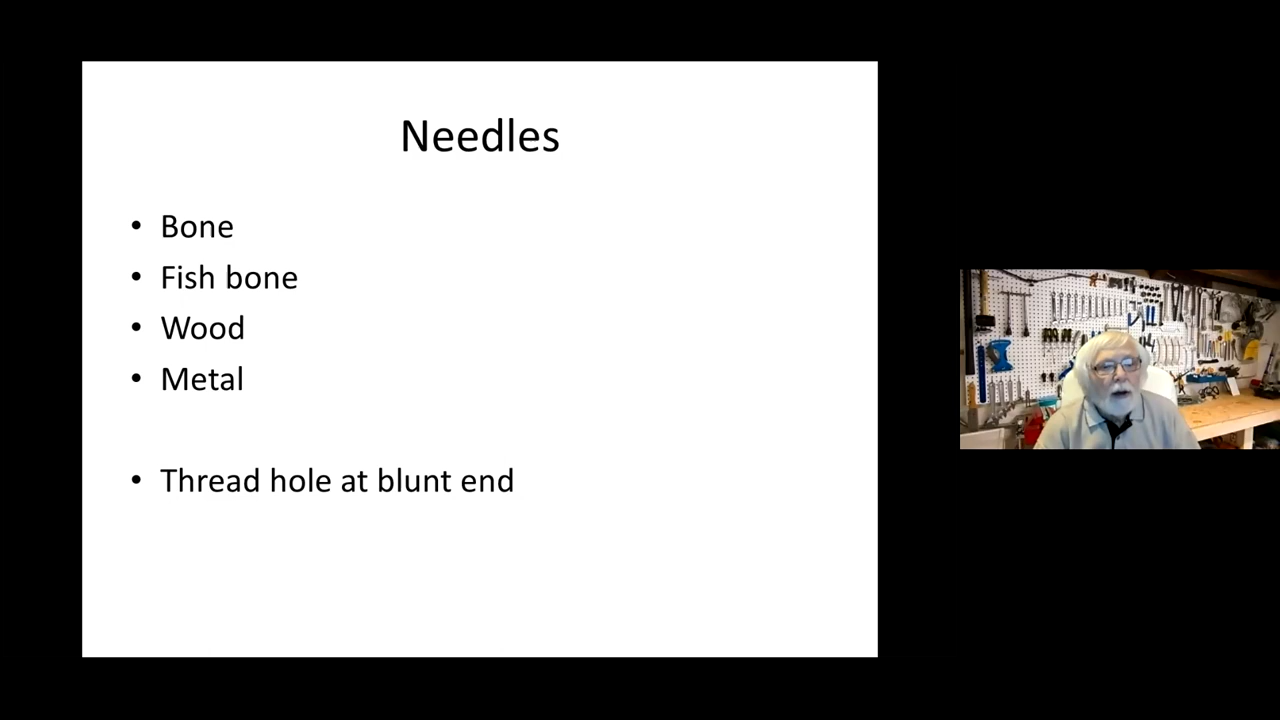 Needles
• Bone
• Fish bone
• Wood
• Metal
• Thread hole at blunt end